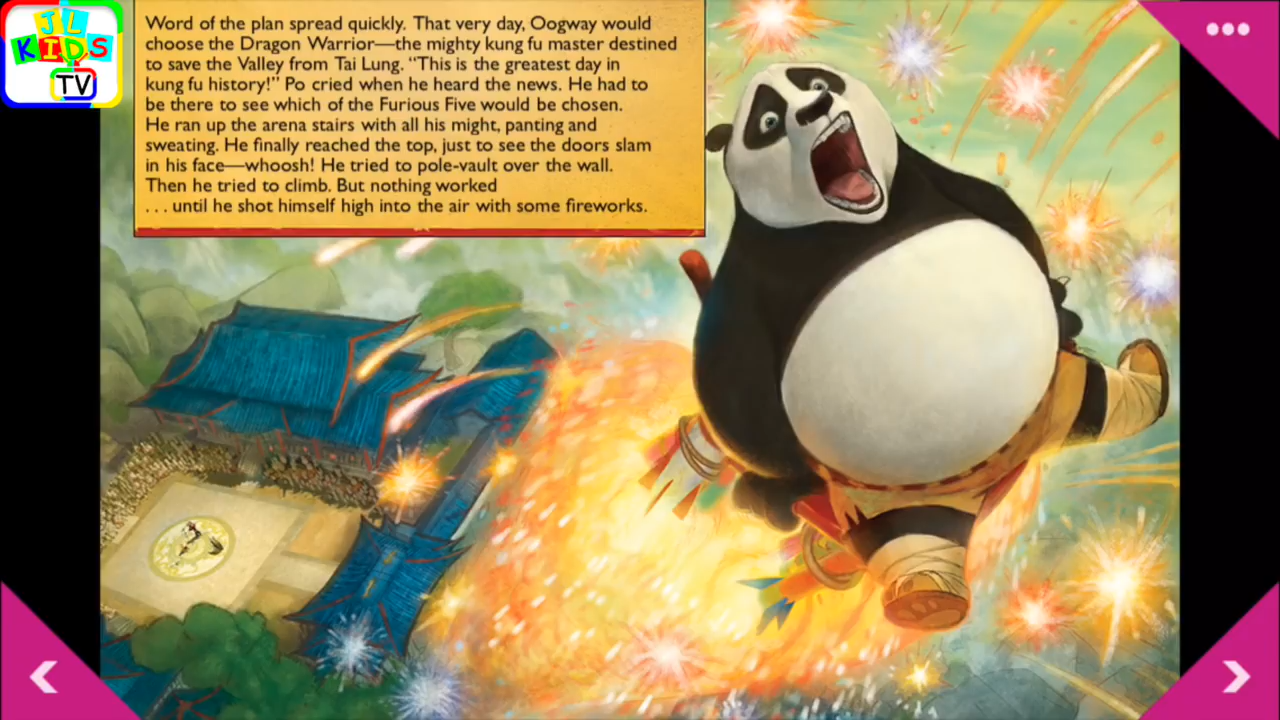 JL
KIDS
TV
Word of the plan spread quickly. That very day, Oogway would
choose the Dragon Warrior—the mighty kung fu master destined
to save the Valley from Tai Lung. “This is the greatest day in
kung fu history!” Po cried when he heard the news. He had to
be there to see which of the Furious Five would be chosen.
He ran up the arena stairs with all his might, panting and
sweating. He finally reached the top, just to see the doors slam
in his face—whoosh! He tried to pole-vault over the wall.
Then he tried to climb. But nothing worked
. . . until he shot himself high into the air with some fireworks.